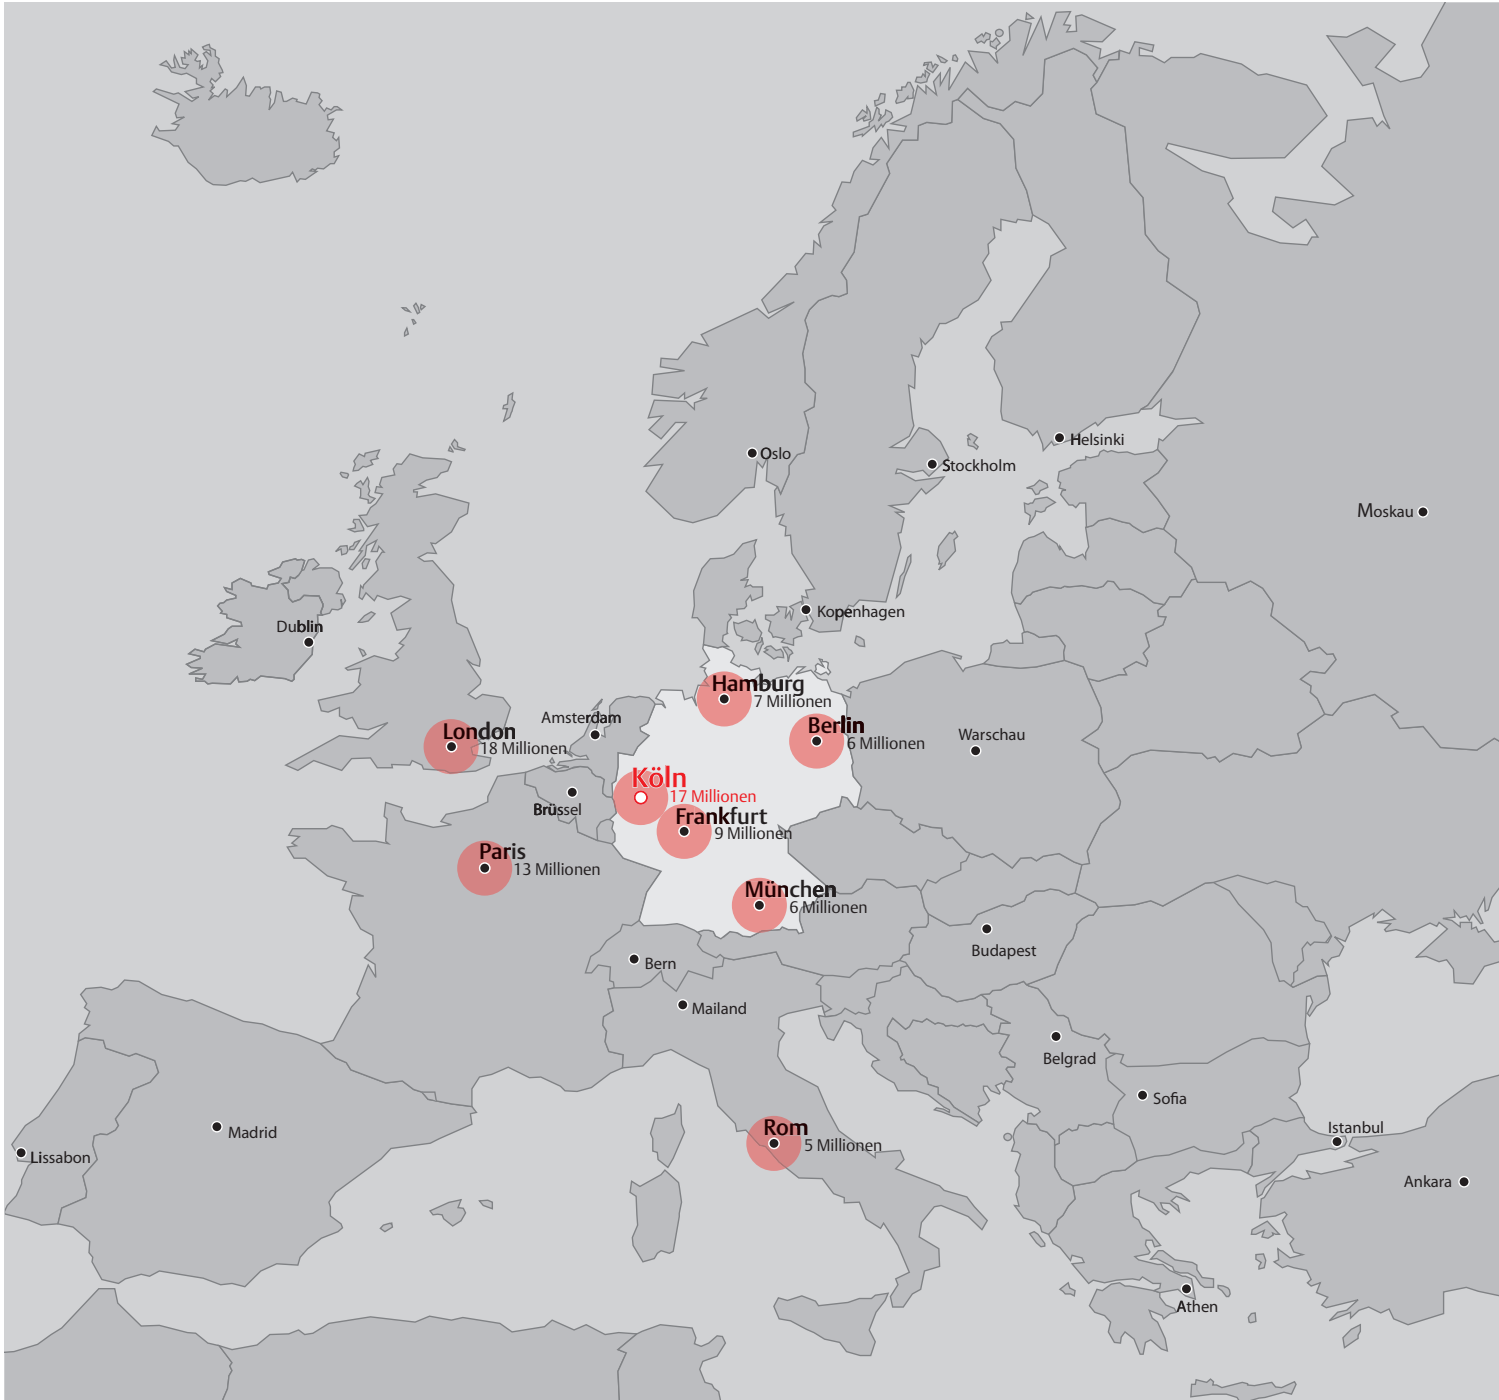 Helsinki
Oslo
Stockholm
Moskau
Kopenhagen
Dublin
Hamburg
7 Millionen
Amsterdam
Berlin
6 Millionen
London
18 Millionen
Warschau
Köln
17 Millionen
Brüssel
Frankfurt
9 Millionen
Paris
13 Millionen
München
6 Millionen
Budapest
Bern
Mailand
Belgrad
Sofia
Rom
5 Millionen
Istanbul
Madrid
Lissabon
Ankara
Athen